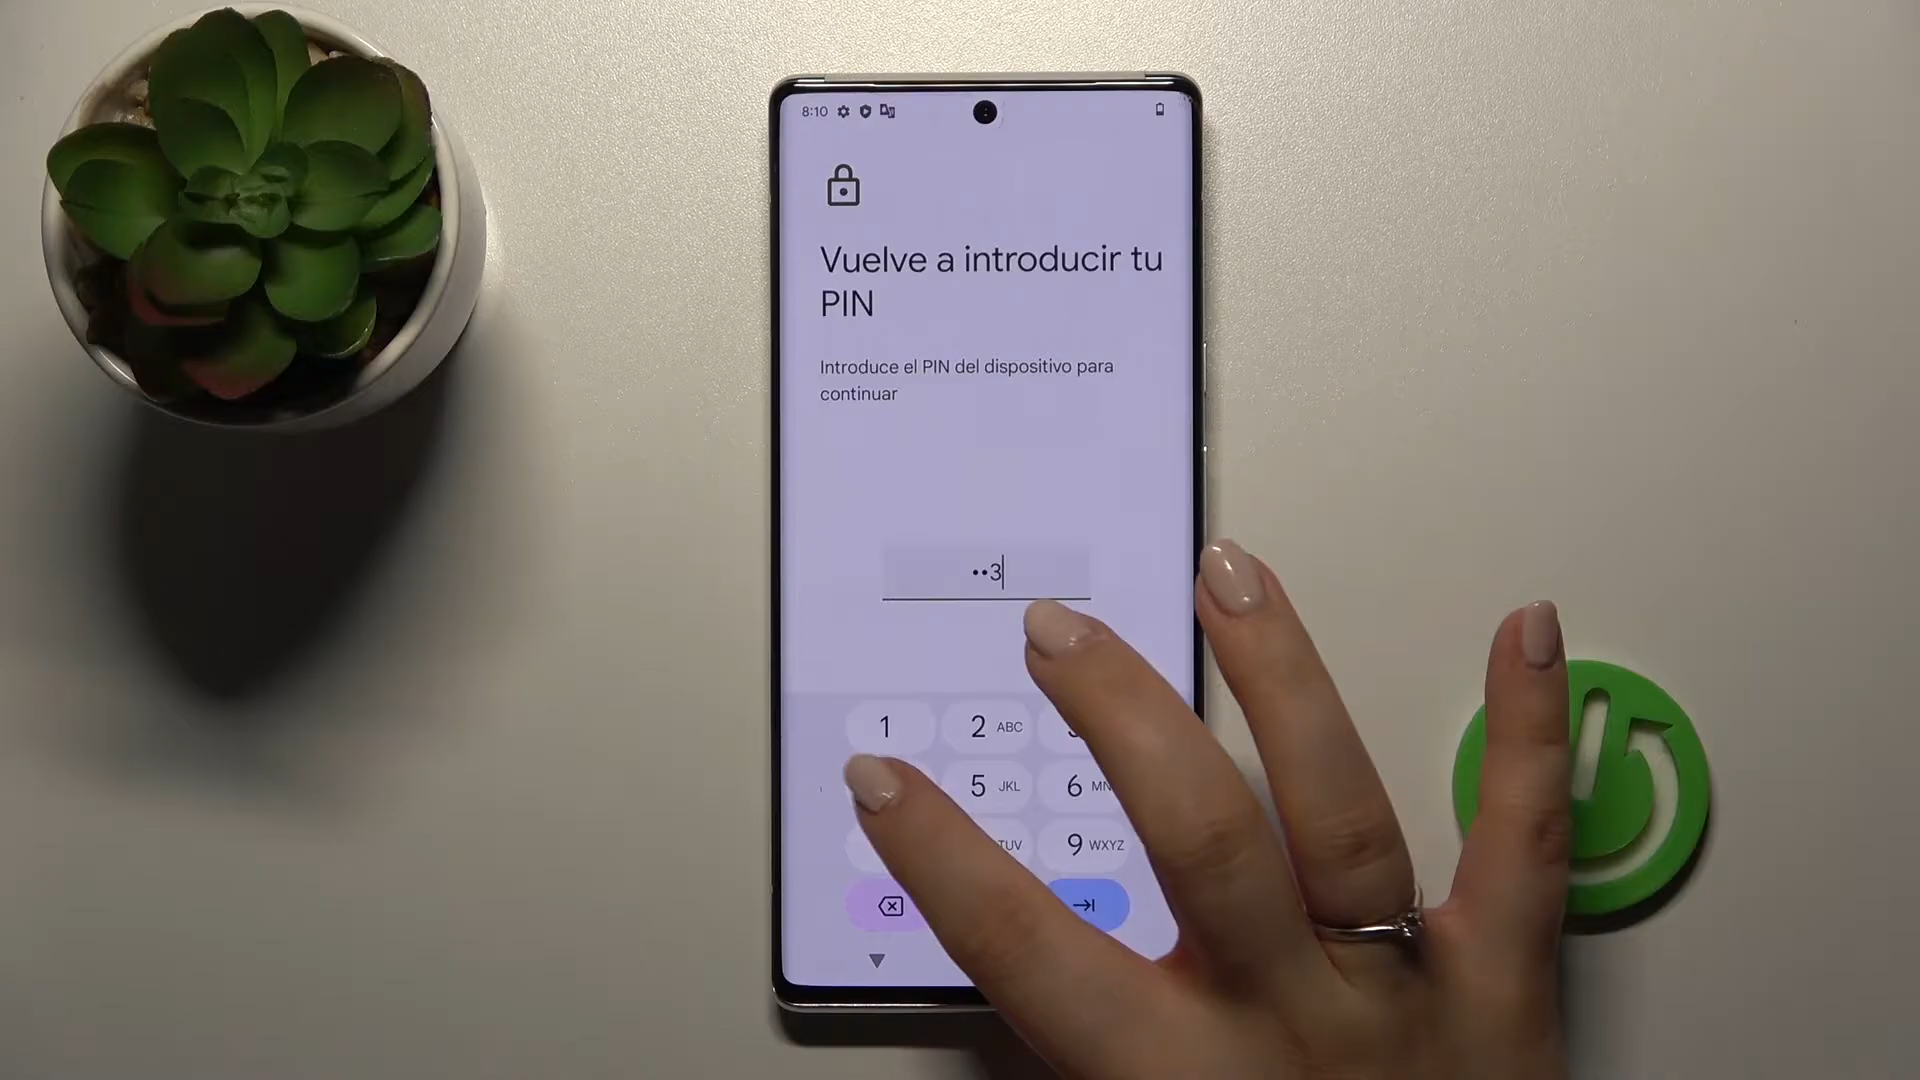 8:10
Vuelve a introducir tu
PIN
Introduce el PIN del dispositivo para
continuar
••3
1
2 ABC
5 JKL
6 MN
TUV
9 WXYZ